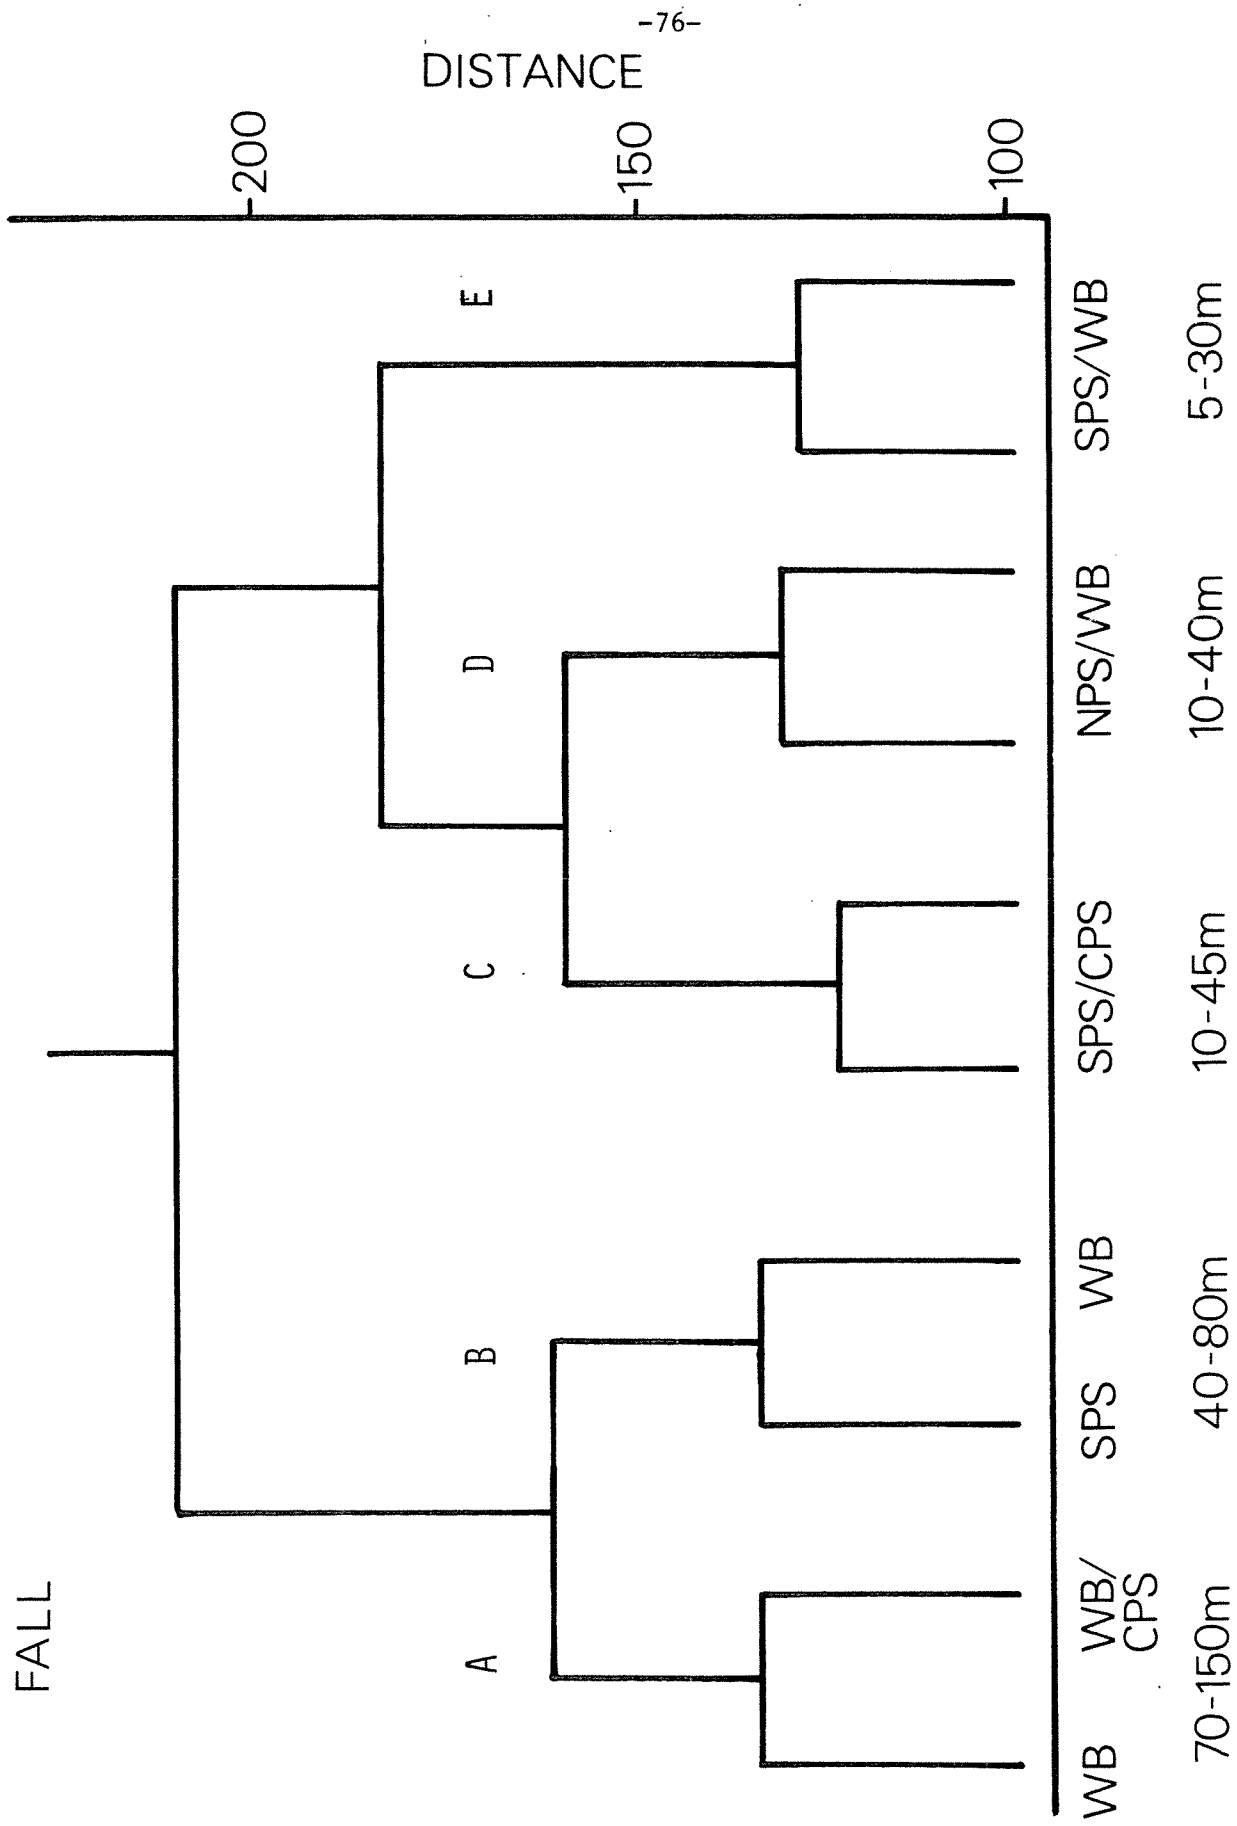 -76-
FALL
DISTANCE
200
150
100
A
B
C
D
E
WB
WB/
CPS
SPS
WB
SPS/CPS
NPS/WB
SPS/WB
70-150m
40-80m
10-45m
10-40m
5-30m